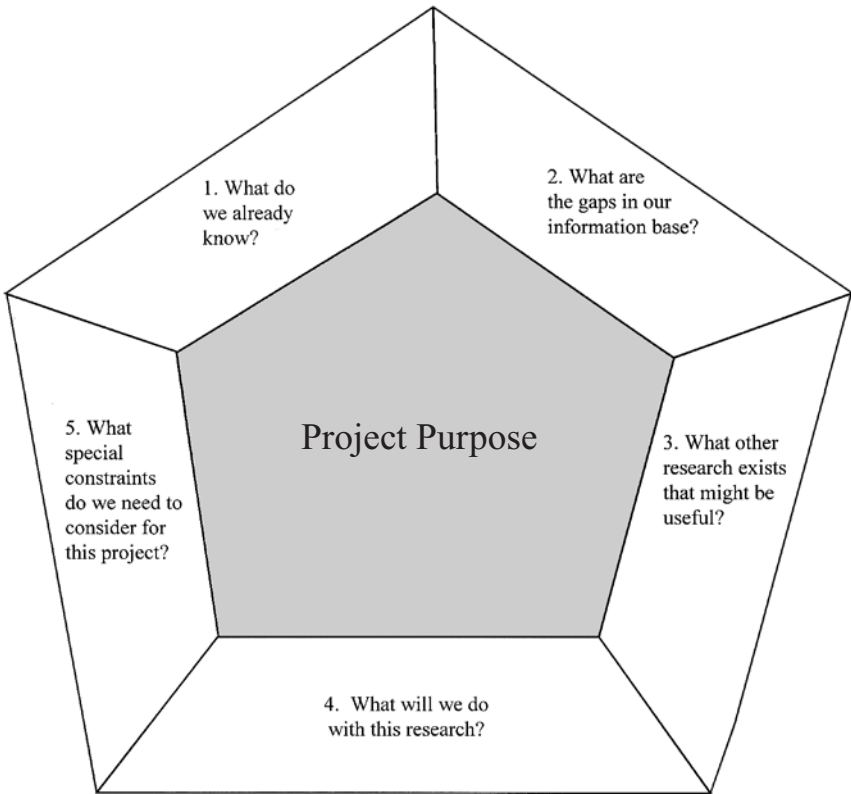 1. What do
we already
know?
2. What are
the gaps in our
information base?
Project Purpose
3. What other
research exists
that might be
useful?
4. What will we do
with this research?
5. What
special
constraints
do we need to
consider for
this project?